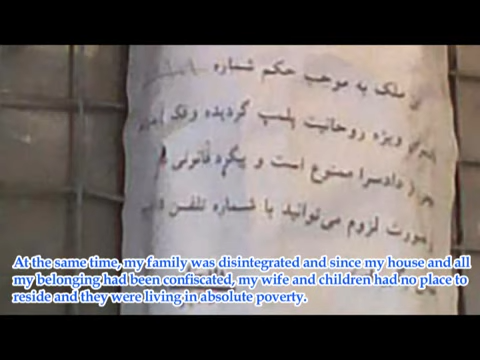 ملک به موجب حکم شماره
ویژه روحانیت پلمپ گردیده وفک
دادسرا ممنوع است و پیگرد قانونی
صورت لزوم می‌توانید با شماره تلفن
At the same time, my family was disintegrated and since my house and all
my belonging had been confiscated, my wife and children had no place to
reside and they were living in absolute poverty.